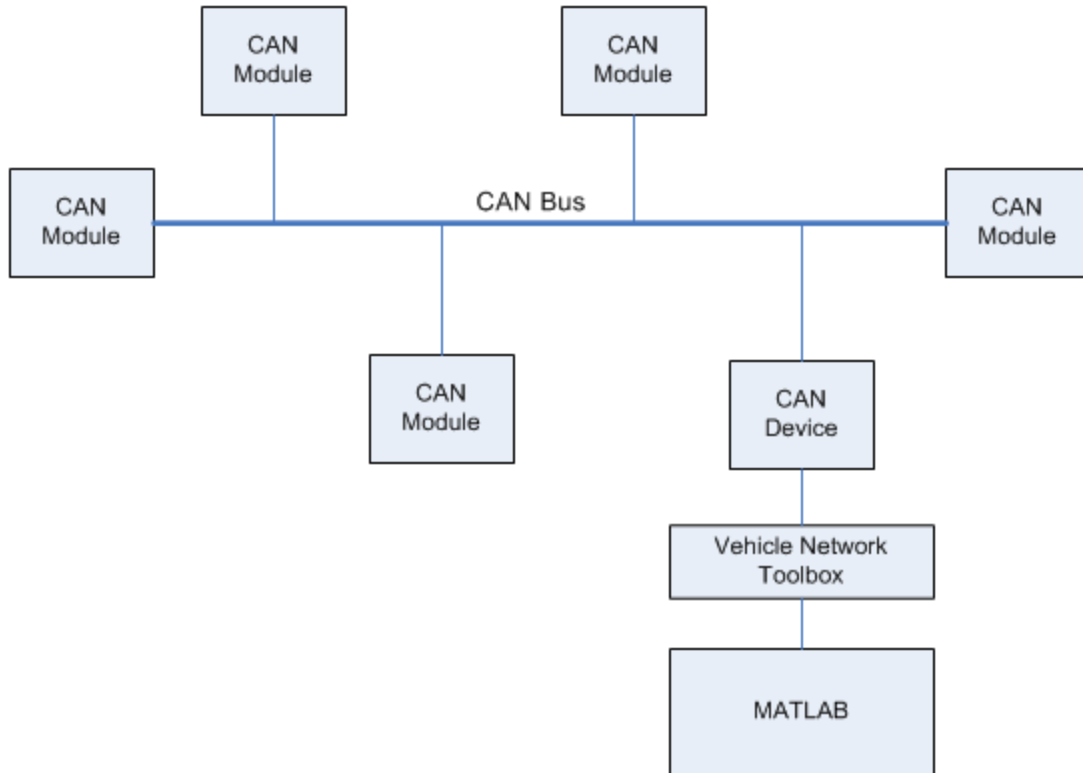 CAN
Module
CAN
Module
CAN
Module
CAN Bus
CAN
Module
CAN
Module
CAN
Device
Vehicle Network
Toolbox
MATLAB